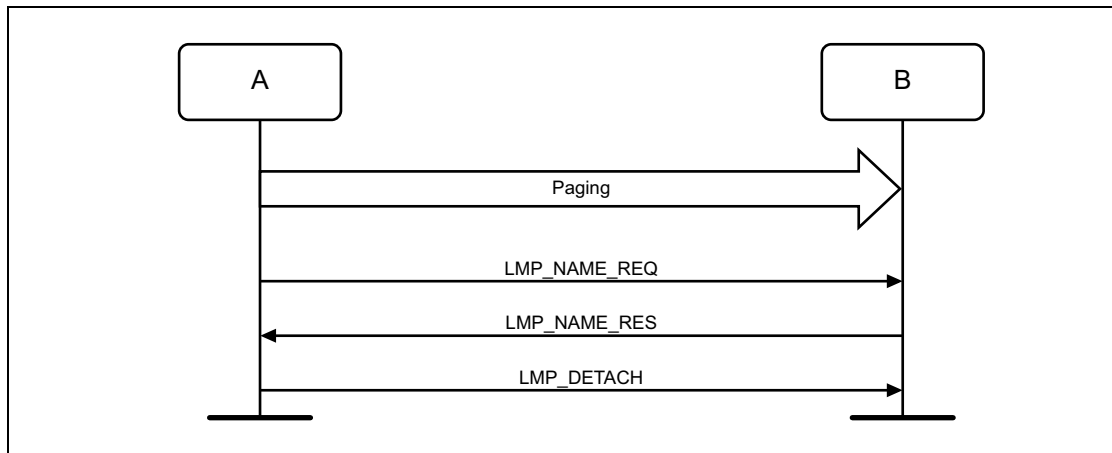 A
B
Paging
LMP_NAME_REQ
LMP_NAME_RES
LMP_DETACH